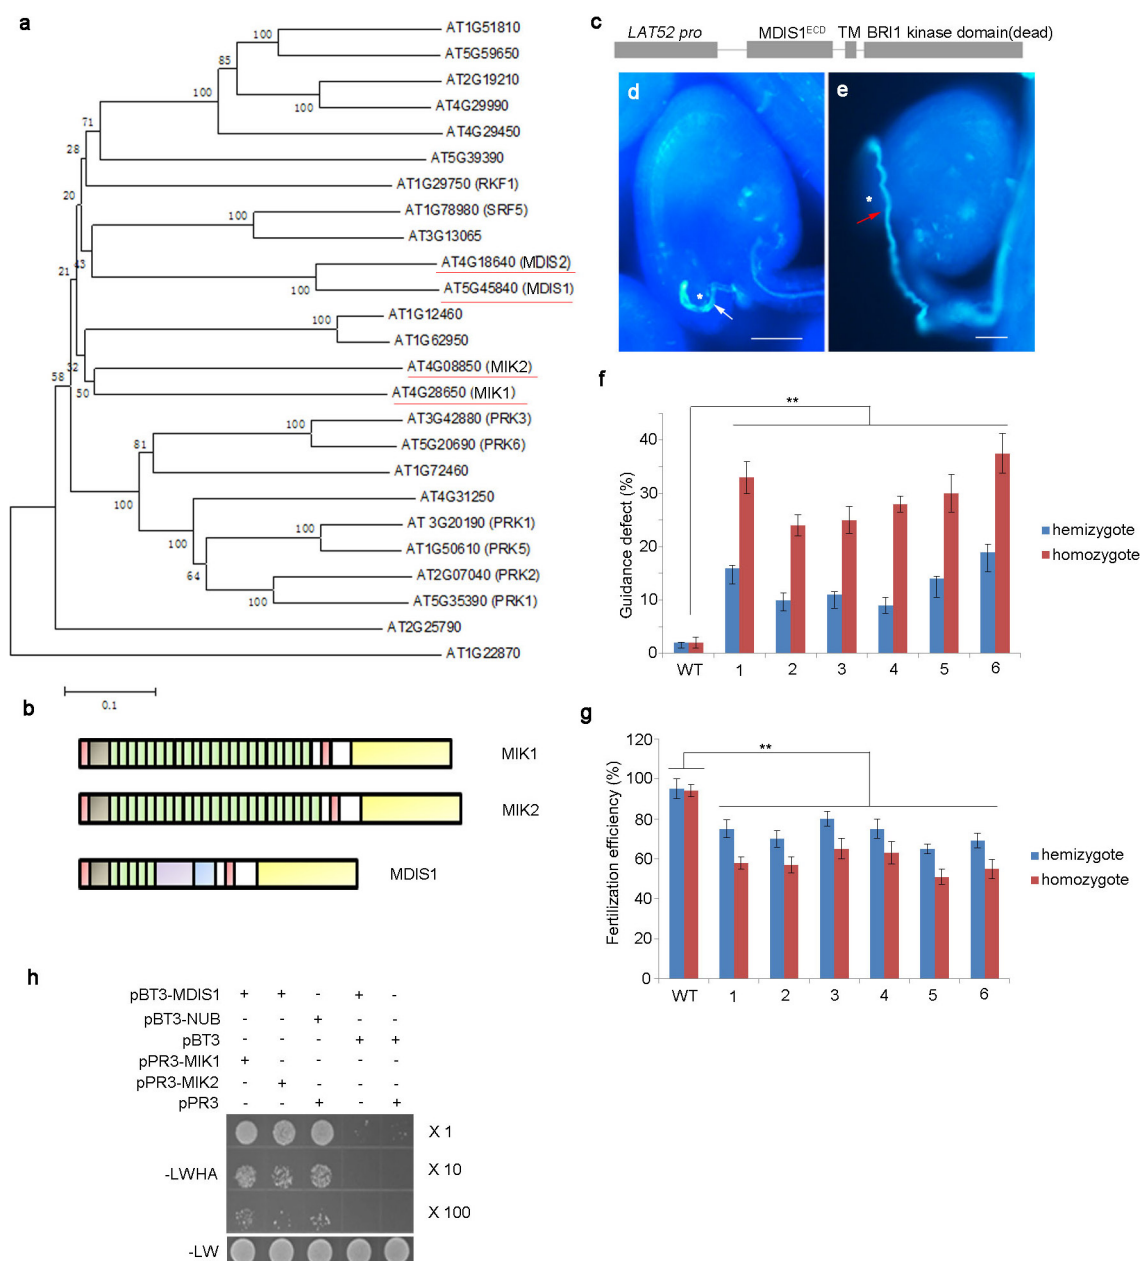 a
AT1G51810
100
AT5G59650
85
AT2G19210
100
100
AT4G29990
AT4G29450
71
AT5G39390
28
AT1G29750 (RKF1)
20
AT1G78980 (SRF5)
100
AT3G13065
43
AT4G18640 (MDIS2)
21
100
AT5G45840 (MDIS1)
AT1G12460
100
AT1G62950
32
AT4G08850 (MIK2)
58
50
AT4G28650 (MIK1)
AT3G42880 (PRK3)
100
81
AT5G20690 (PRK6)
AT1G72460
100
AT4G31250
AT 3G20190 (PRK1)
100
100
AT1G50610 (PRK5)
64
AT2G07040 (PRK2)
100
AT5G35390 (PRK1)
AT2G25790
AT1G22870
0.1
b
MIK1
MIK2
MDIS1
c
LAT52 pro MDIS1ECD TM BRI1 kinase domain(dead)
d
*
e
*
f
**
Guidance defect (%)
40
30
20
10
0
WT 1 2 3 4 5 6
hemizygote
homozygote
g
**
Fertilization efficiency (%)
120
100
80
60
40
20
0
WT 1 2 3 4 5 6
hemizygote
homozygote
h
pBT3-MDIS1 + + - + -
pBT3-NUB - - + - -
pBT3 - - - + +
pPR3-MIK1 + - - - -
pPR3-MIK2 - + - - -
pPR3 - - + - +
X 1
-LWHA X 10
X 100
-LW